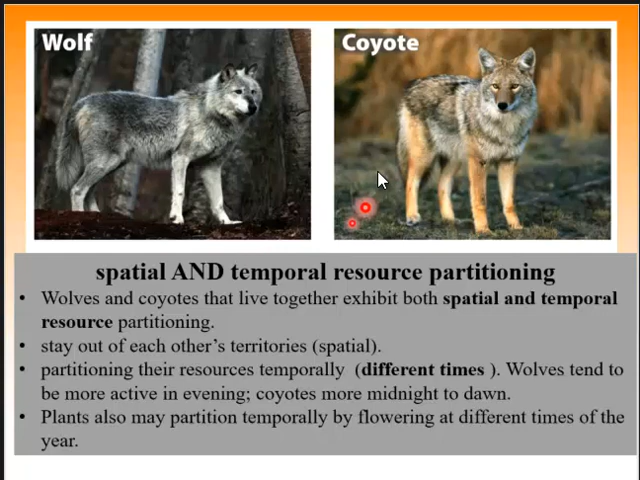 Wolf
Coyote
spatial AND temporal resource partitioning
• Wolves and coyotes that live together exhibit both spatial and temporal
resource partitioning.
• stay out of each other’s territories (spatial).
• partitioning their resources temporally (different times ). Wolves tend to
be more active in evening; coyotes more midnight to dawn.
• Plants also may partition temporally by flowering at different times of the
year.